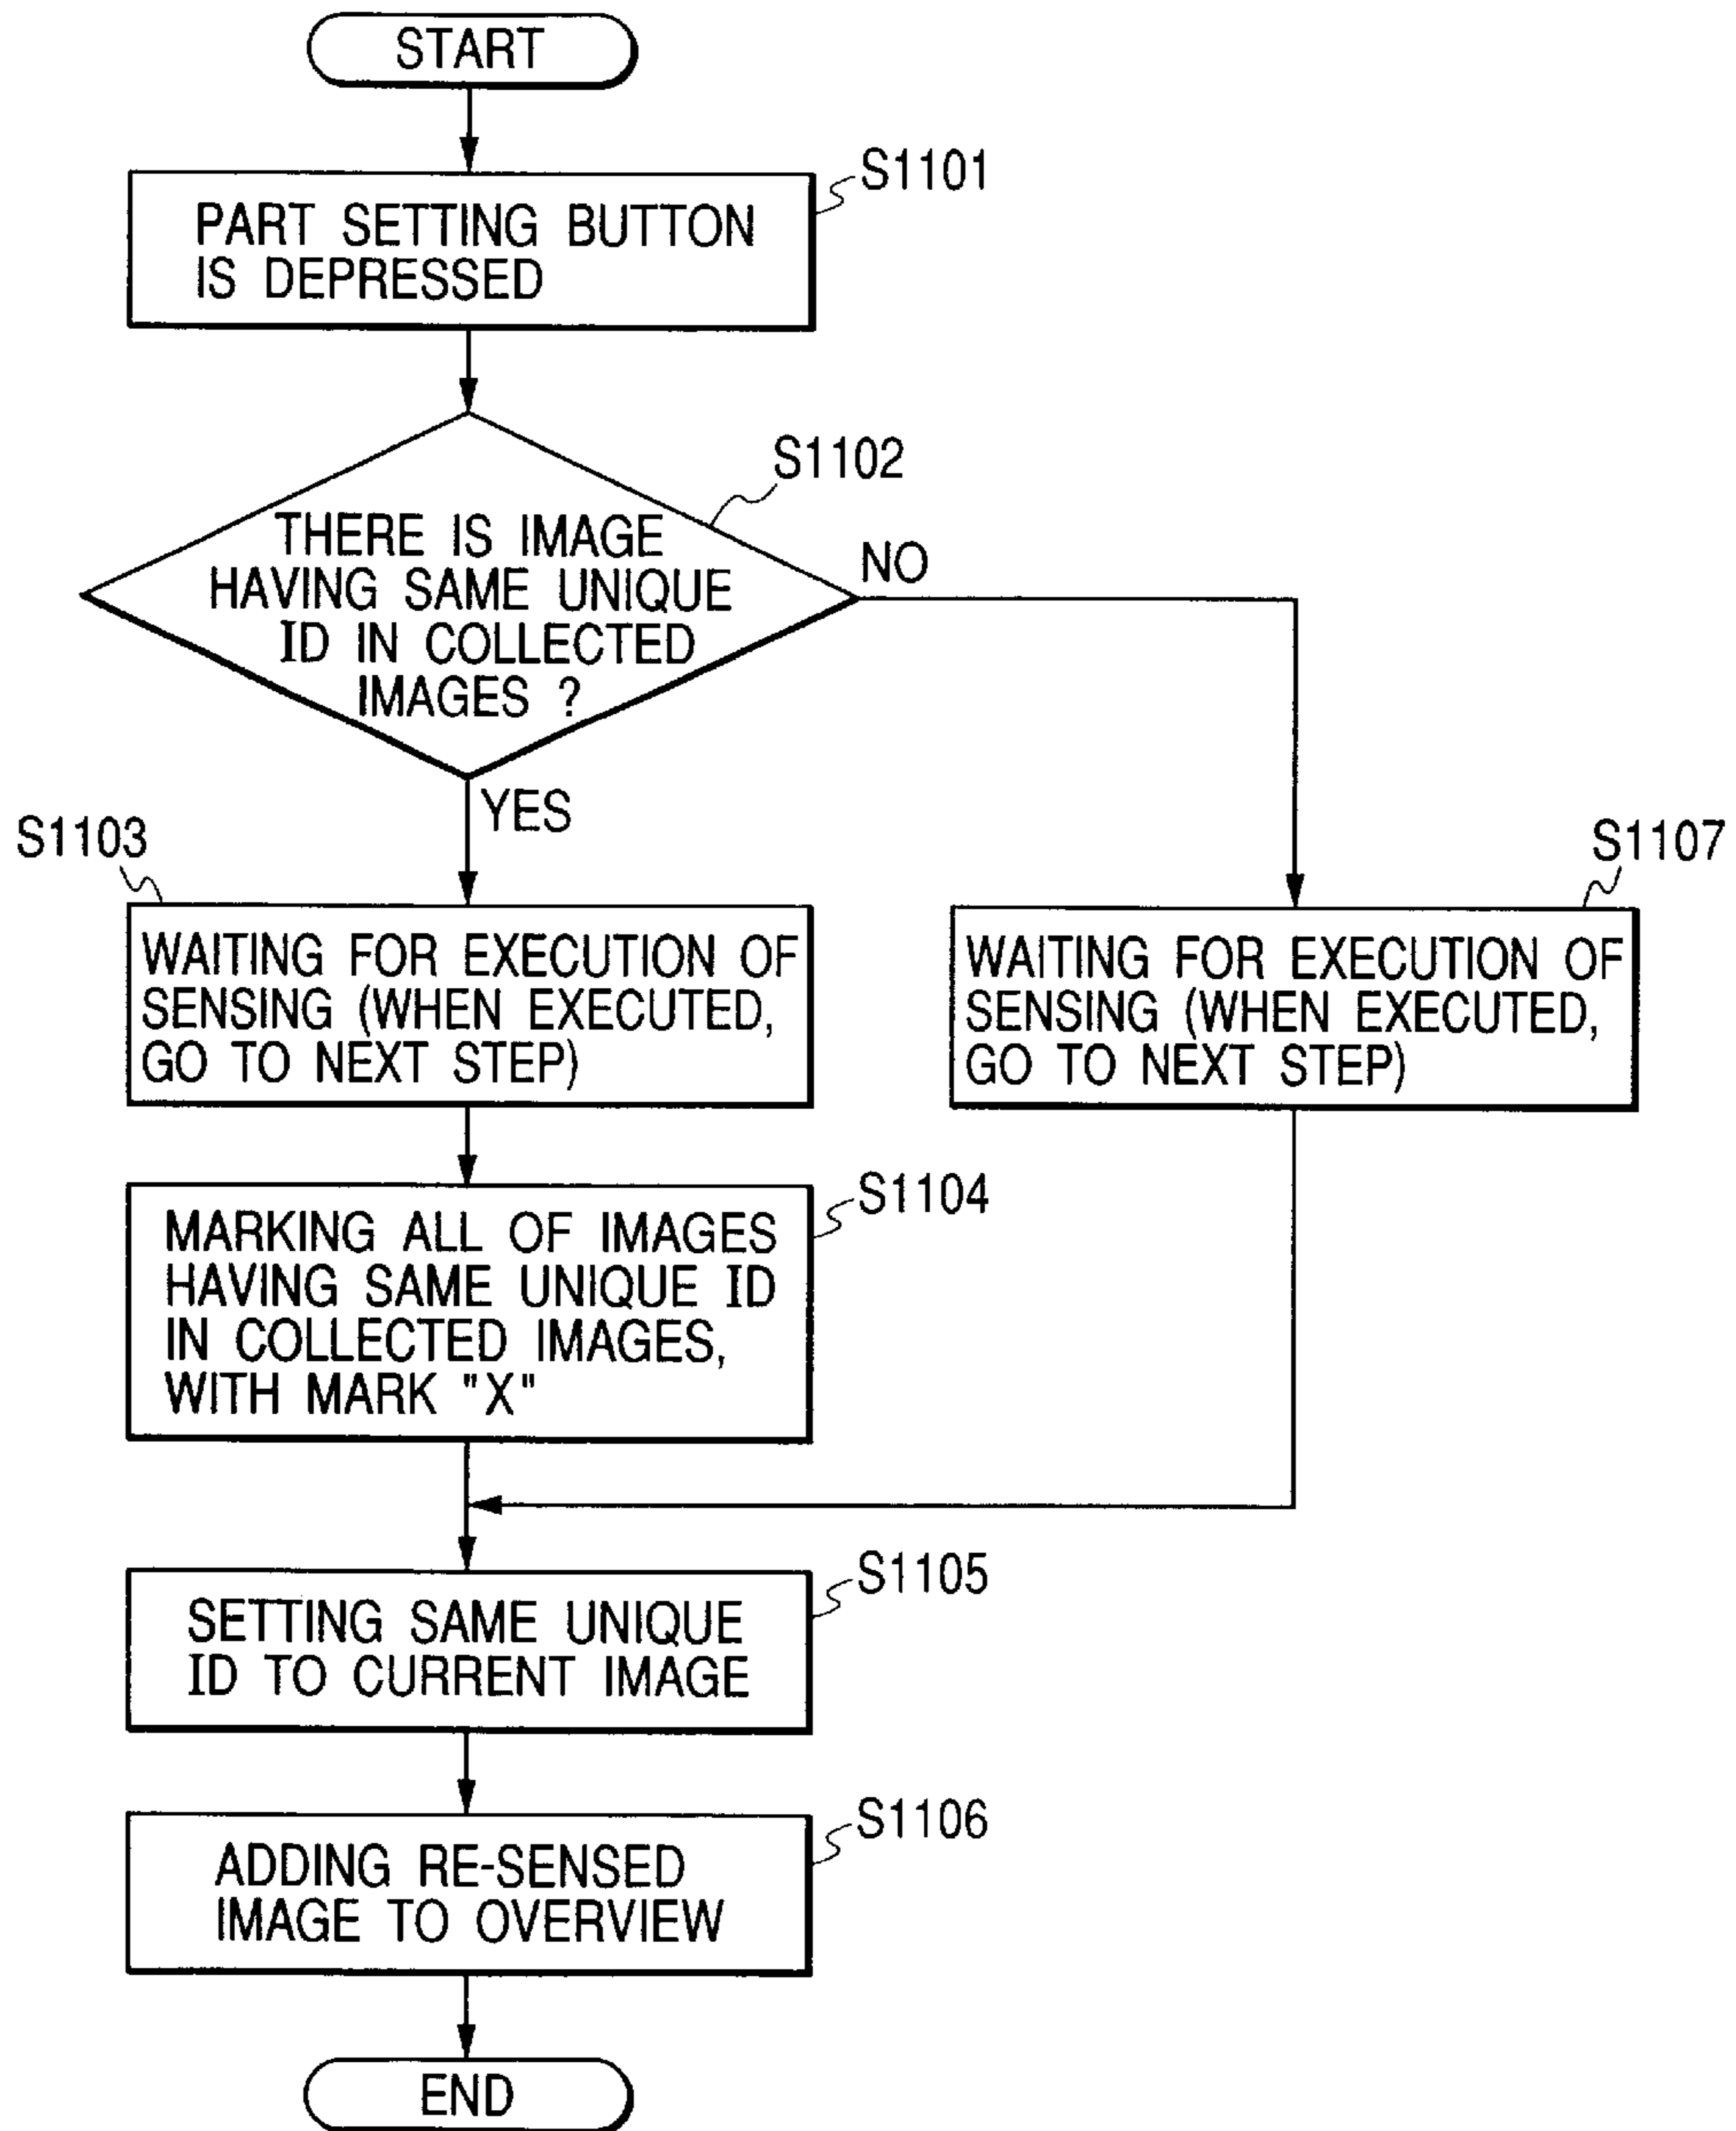 START
S1101
PART SETTING BUTTON
IS DEPRESSED
S1102
THERE IS IMAGE
HAVING SAME UNIQUE
ID IN COLLECTED
IMAGES ?
NO
YES
S1103
WAITING FOR EXECUTION OF
SENSING (WHEN EXECUTED,
GO TO NEXT STEP)
S1107
WAITING FOR EXECUTION OF
SENSING (WHEN EXECUTED,
GO TO NEXT STEP)
S1104
MARKING ALL OF IMAGES
HAVING SAME UNIQUE ID
IN COLLECTED IMAGES,
WITH MARK "X"
S1105
SETTING SAME UNIQUE
ID TO CURRENT IMAGE
S1106
ADDING RE-SENSED
IMAGE TO OVERVIEW
END